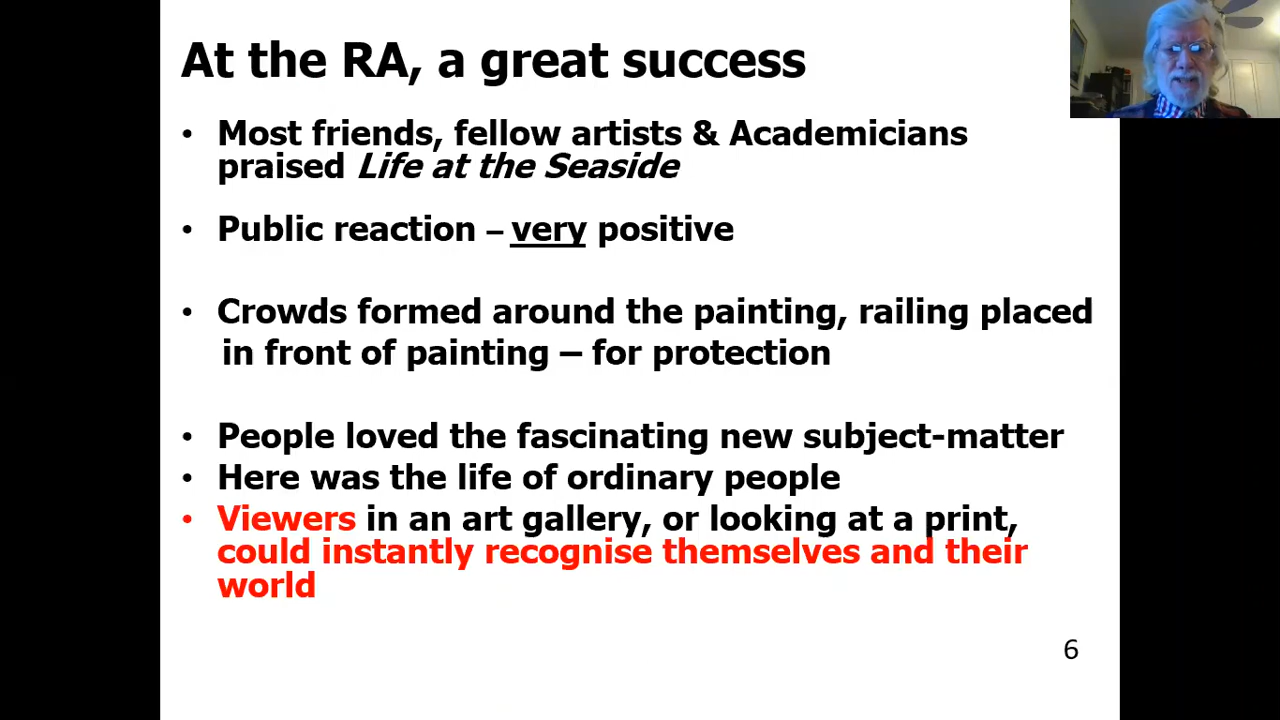 At the RA, a great success
• Most friends, fellow artists & Academicians
praised Life at the Seaside
• Public reaction – very positive
• Crowds formed around the painting, railing placed
in front of painting – for protection
• People loved the fascinating new subject-matter
• Here was the life of ordinary people
• Viewers in an art gallery, or looking at a print,
could instantly recognise themselves and their
world
6